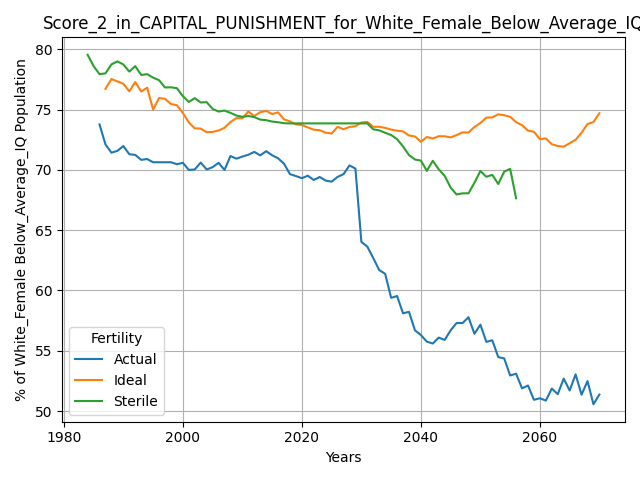 Score_2_in_CAPITAL_PUNISHMENT_for_White_Female_Below_Average_IQ
% of White_Female Below_Average_IQ Population
80
75
70
65
60
55
50
Fertility
Actual
Ideal
Sterile
1980 2000 2020 2040 2060
Years